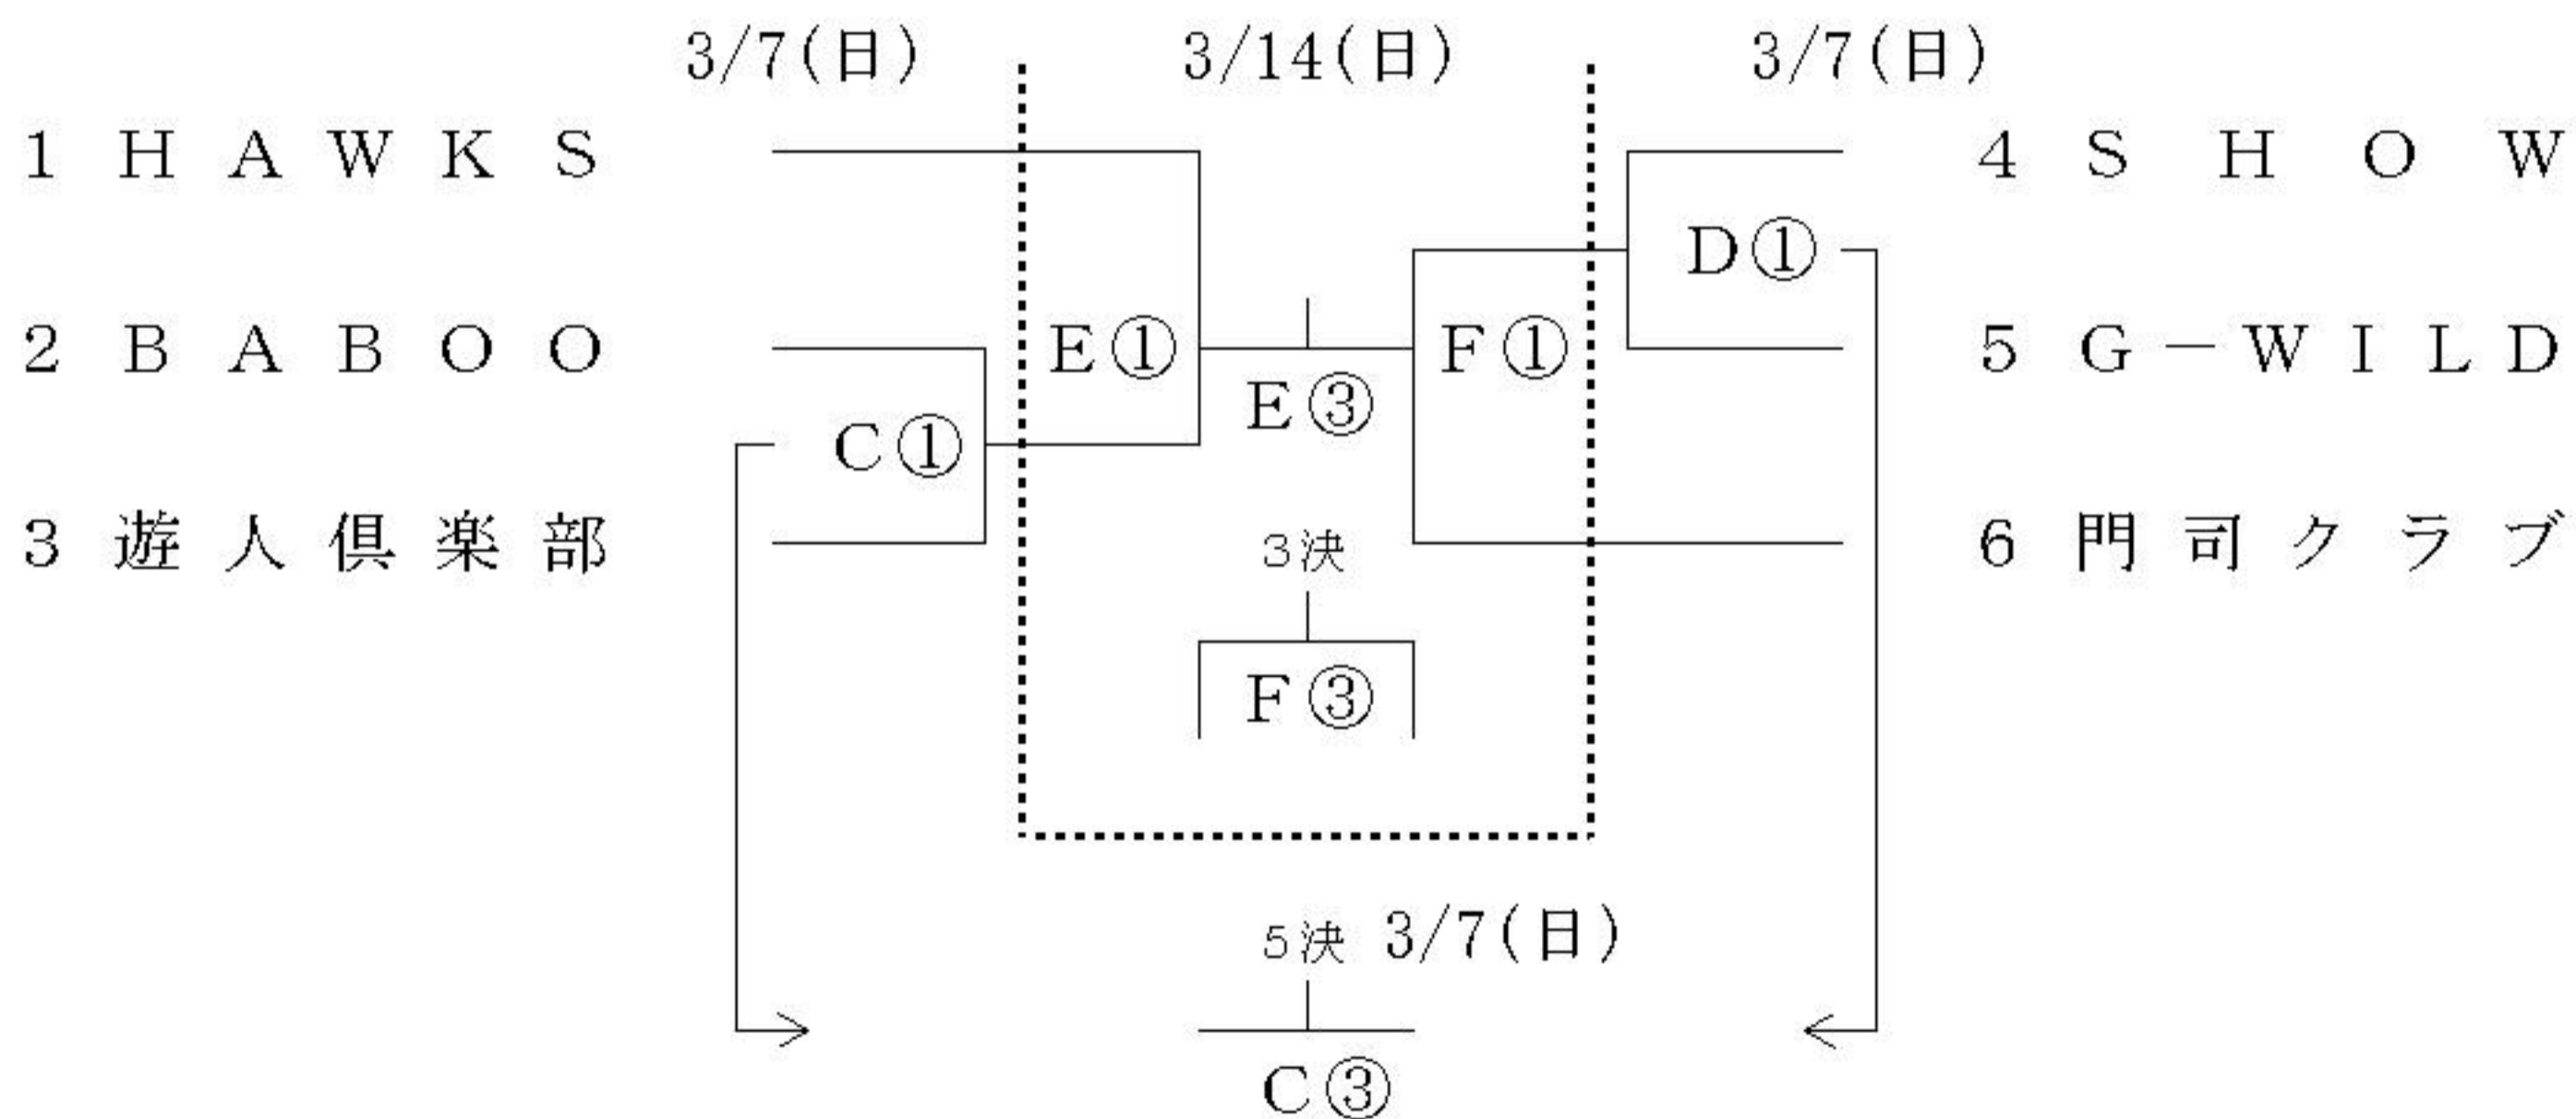 3/7(日) 3/14(日) 3/7(日)
1 HAWKS 4 SHOW
D①
2 BABOO E① F① 5 G－WILD
E③
C①
3 遊人倶楽部 3決 6 門司クラブ
F③
5決 3/7(日)
C③